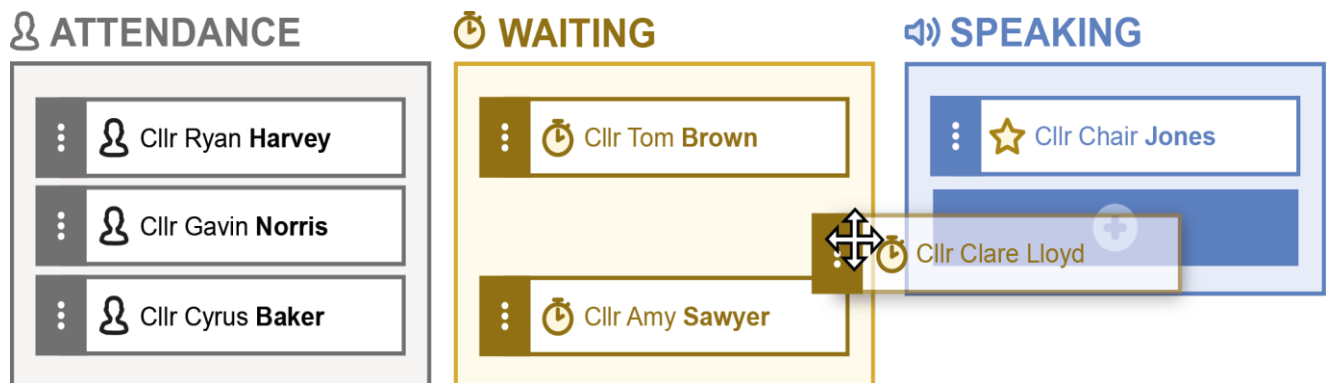 ATTENDANCE
Cllr Ryan Harvey
Cllr Gavin Norris
Cllr Cyrus Baker
WAITING
Cllr Tom Brown
Cllr Amy Sawyer
SPEAKING
Cllr Chair Jones
Cllr Clare Lloyd